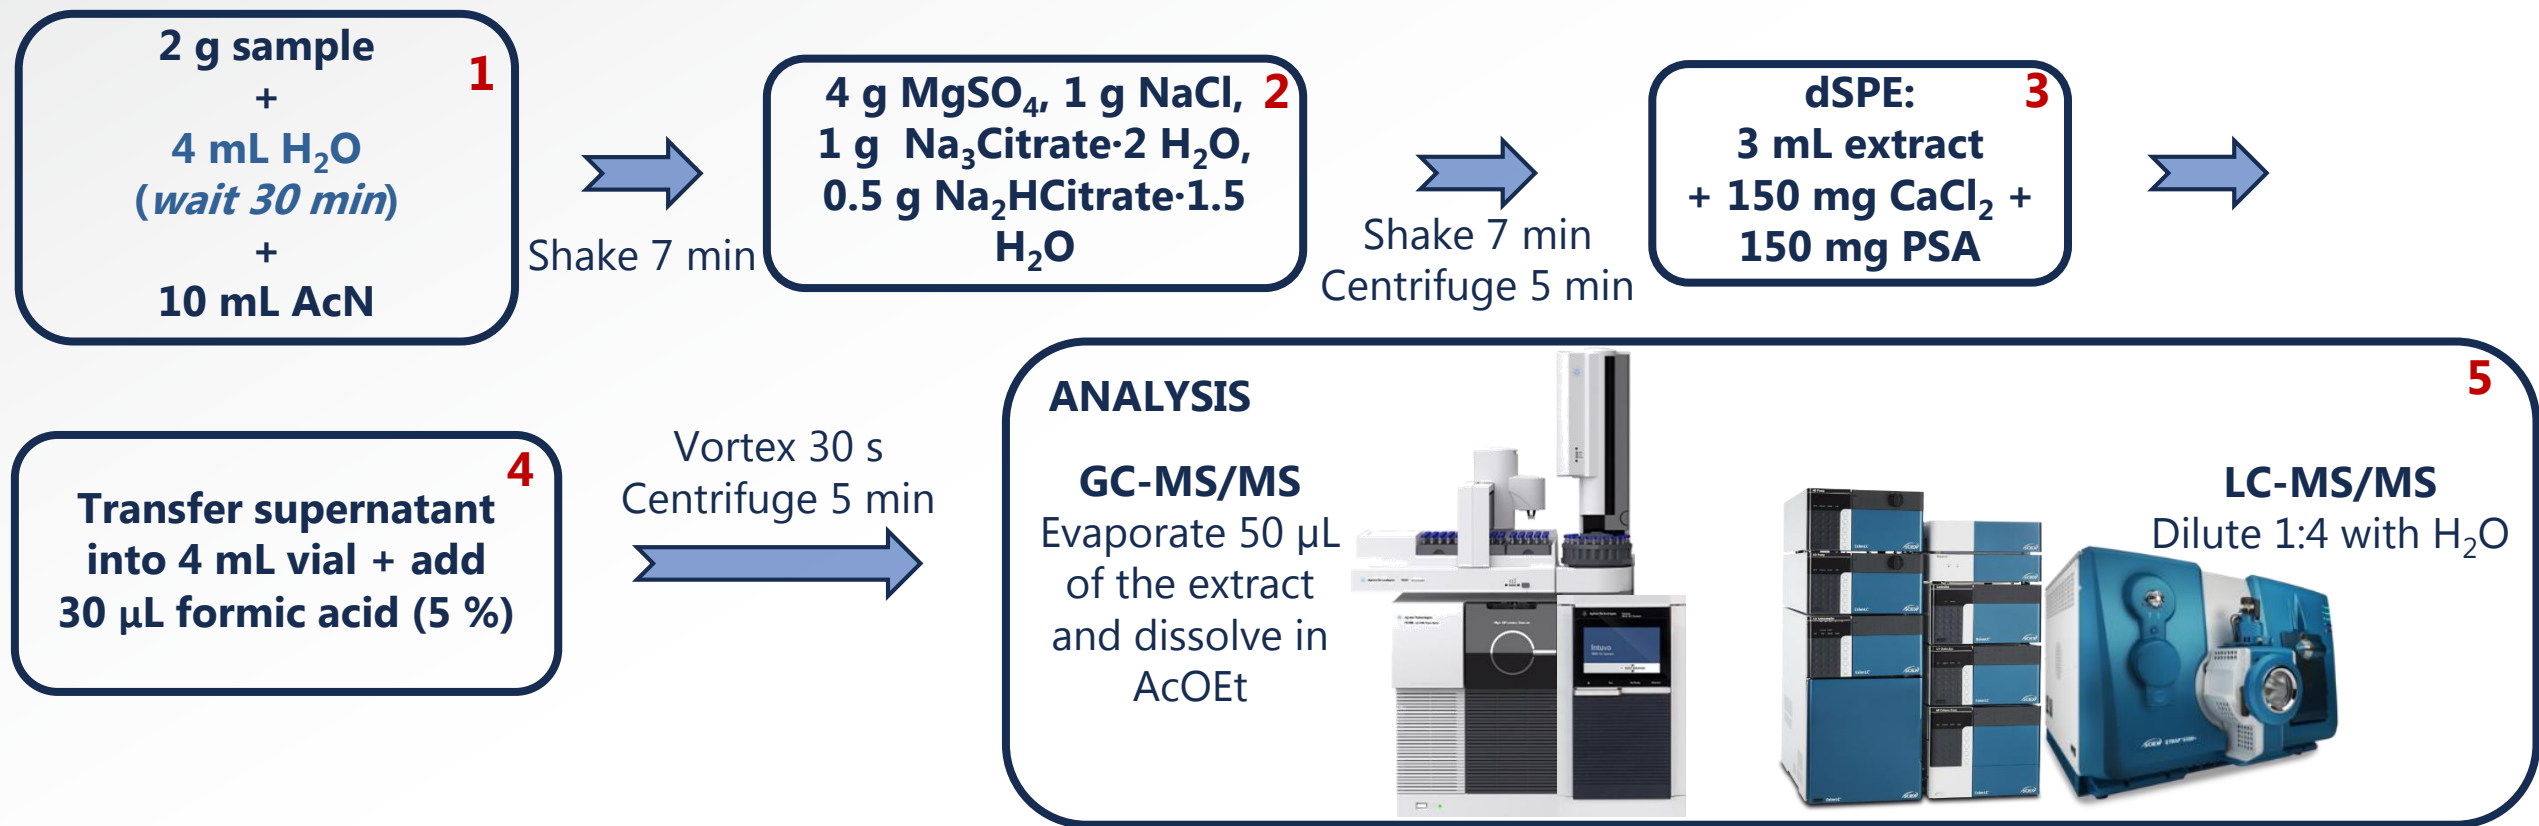 2 g sample
+
4 mL H₂O
(wait 30 min)
+
10 mL AcN
1
Shake 7 min
4 g MgSO₄, 1 g NaCl,
1 g Na₃Citrate·2 H₂O,
0.5 g Na₂HCitrate·1.5
H₂O
2
Shake 7 min
Centrifuge 5 min
dSPE:
3 mL extract
+ 150 mg CaCl₂ +
150 mg PSA
3
Transfer supernatant
into 4 mL vial + add
30 µL formic acid (5 %)
4
Vortex 30 s
Centrifuge 5 min
5
ANALYSIS
GC-MS/MS
Evaporate 50 µL
of the extract
and dissolve in
AcOEt
Intuvo
LC-MS/MS
Dilute 1:4 with H₂O